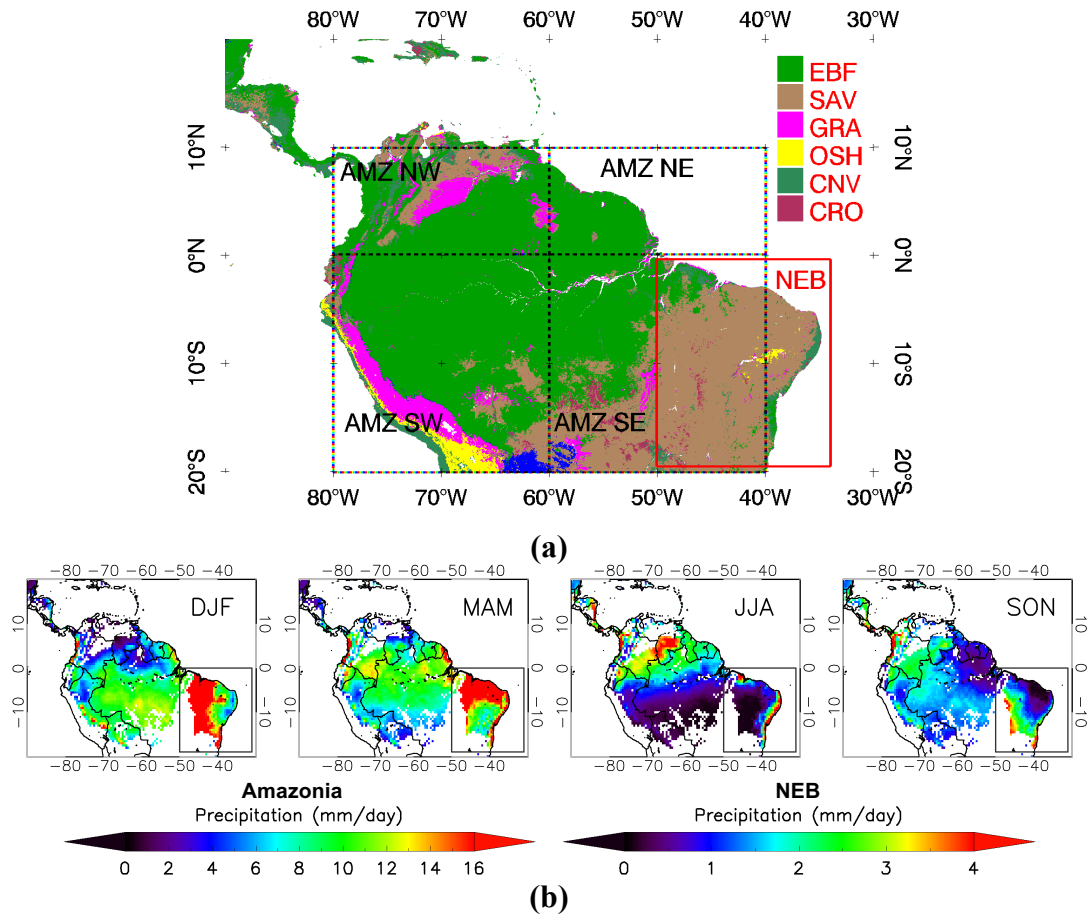 80°W 70°W 60°W 50°W 40°W 30°W
EBF
SAV
GRA
OSH
CNV
CRO
10°N 10°N
AMZ NW AMZ NE
0°N 0°N
NEB
10°S 10°S
AMZ SW AMZ SE
20°S 20°S
80°W 70°W 60°W 50°W 40°W 30°W
(a)
−80 −70 −60 −50 −40 −80 −70 −60 −50 −40 −80 −70 −60 −50 −40 −80 −70 −60 −50 −40
DJF MAM JJA SON
10 10 10 10 10 10 10 10
0 0 0 0 0 0 0 0
−10 −10 −10 −10 −10 −10 −10 −10
−80 −70 −60 −50 −40 −80 −70 −60 −50 −40 −80 −70 −60 −50 −40 −80 −70 −60 −50 −40
Amazonia NEB
Precipitation (mm/day) Precipitation (mm/day)
0 2 4 6 8 10 12 14 16 0 1 2 3 4
(b)